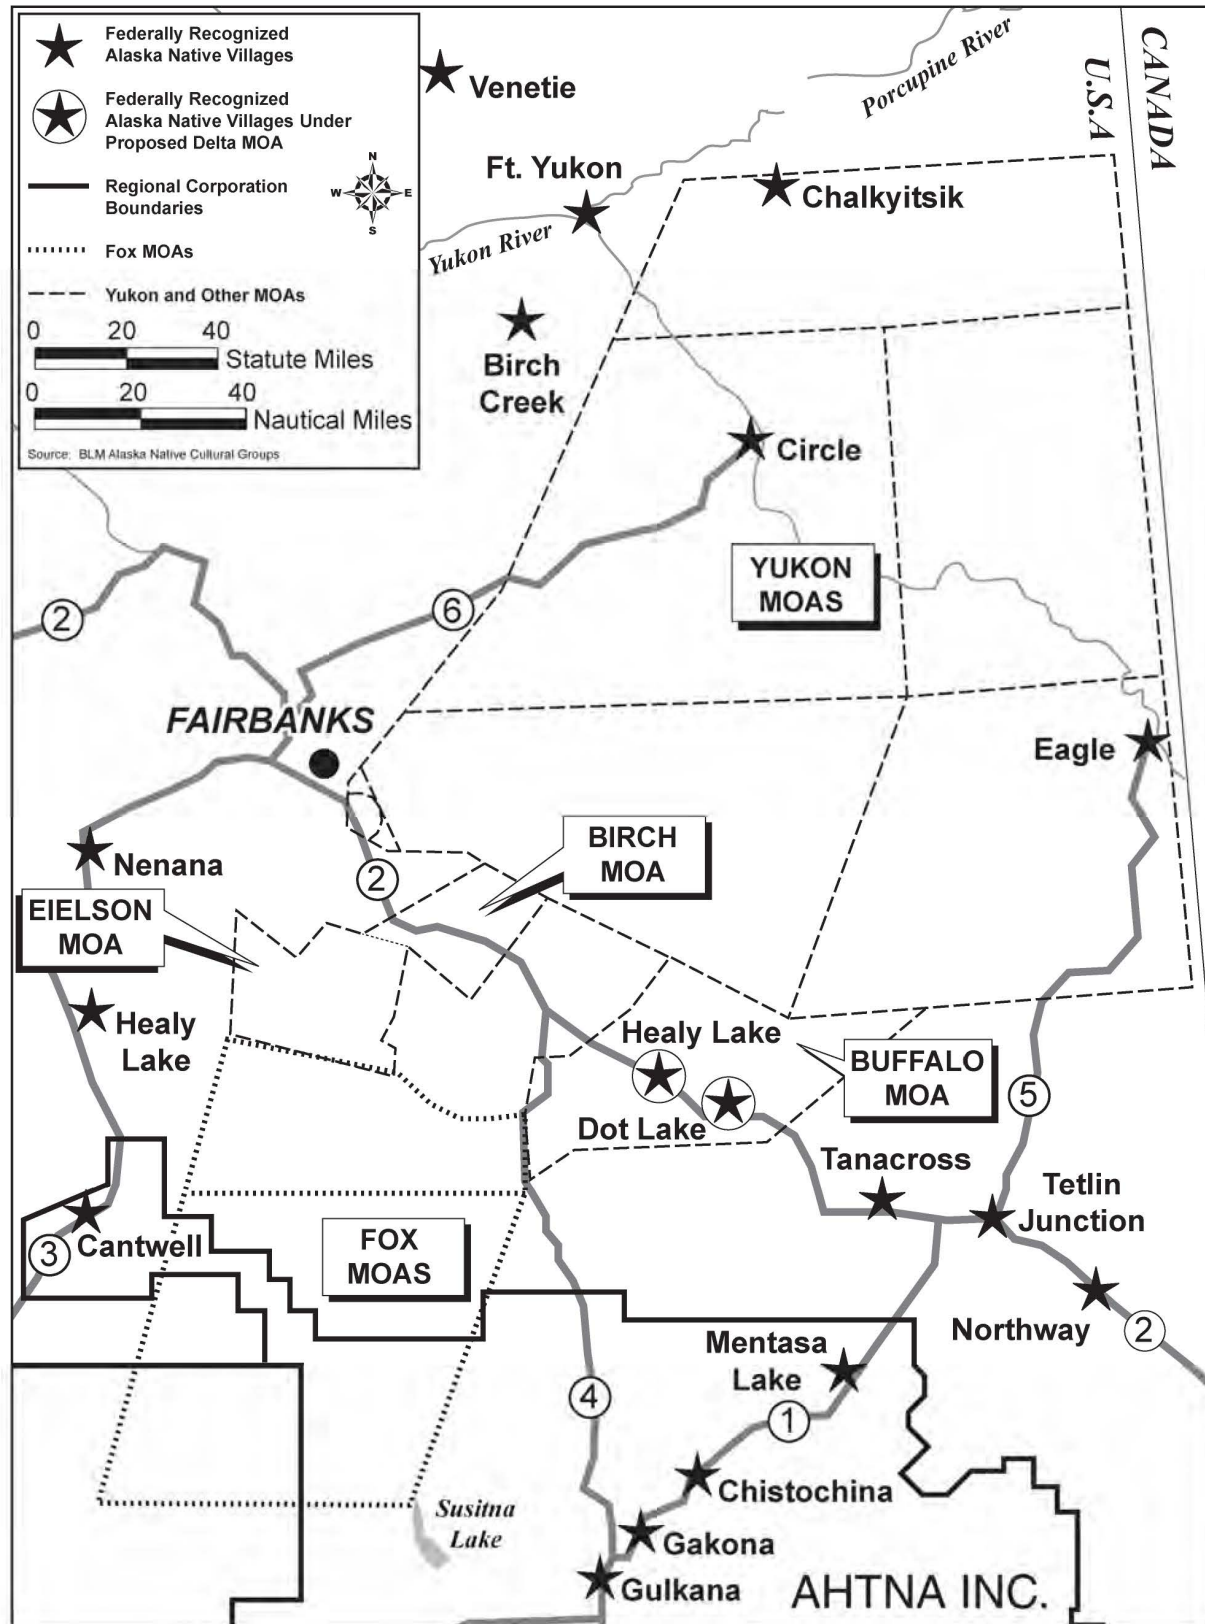 Federally Recognized
Alaska Native Villages
Federally Recognized
Alaska Native Villages Under
Proposed Delta MOA
Regional Corporation
Boundaries
Fox MOAs
Yukon and Other MOAs
N
W
E
S
0
20
40
Statute Miles
0
20
40
Nautical Miles
Source: BLM Alaska Native Cultural Groups
Venetie
Porcupine River
U.S.A
CANADA
Ft. Yukon
Chalkyitsik
Yukon River
Birch
Creek
Circle
YUKON
MOAS
2
6
FAIRBANKS
Eagle
BIRCH
MOA
Nenana
2
EIELSON
MOA
Healy
Lake
Healy Lake
BUFFALO
MOA
5
Dot Lake
Tanacross
Tetlin
Junction
3
Cantwell
FOX
MOAS
Northway
2
Mentasa
Lake
4
1
Chistochina
Susitna
Lake
Gakona
Gulkana
AHTNA INC.